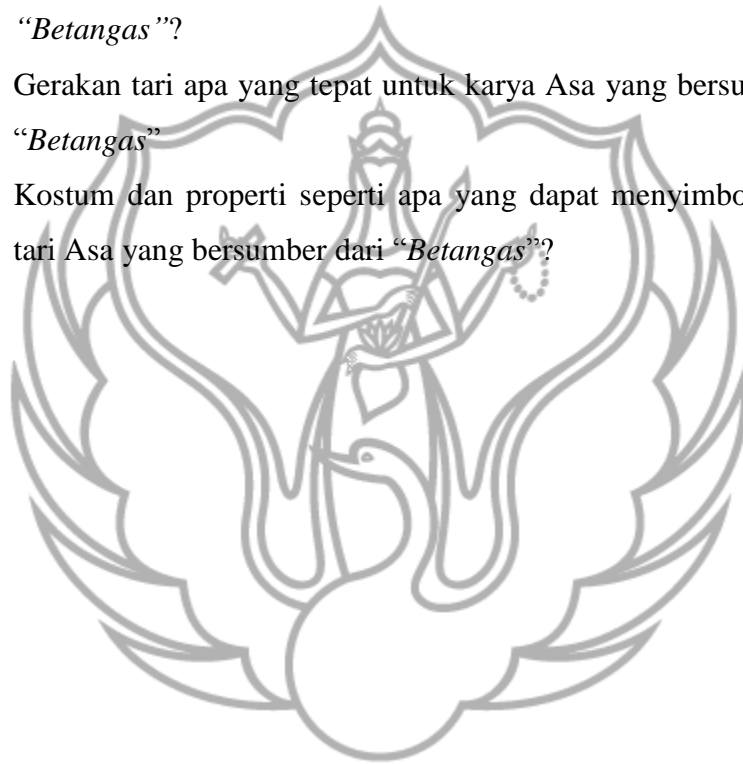 “Betangas”?
Gerakan tari apa yang tepat untuk karya Asa yang bersu
“Betangas”
Kostum dan properti seperti apa yang dapat menyimbo
tari Asa yang bersumber dari “Betangas”?